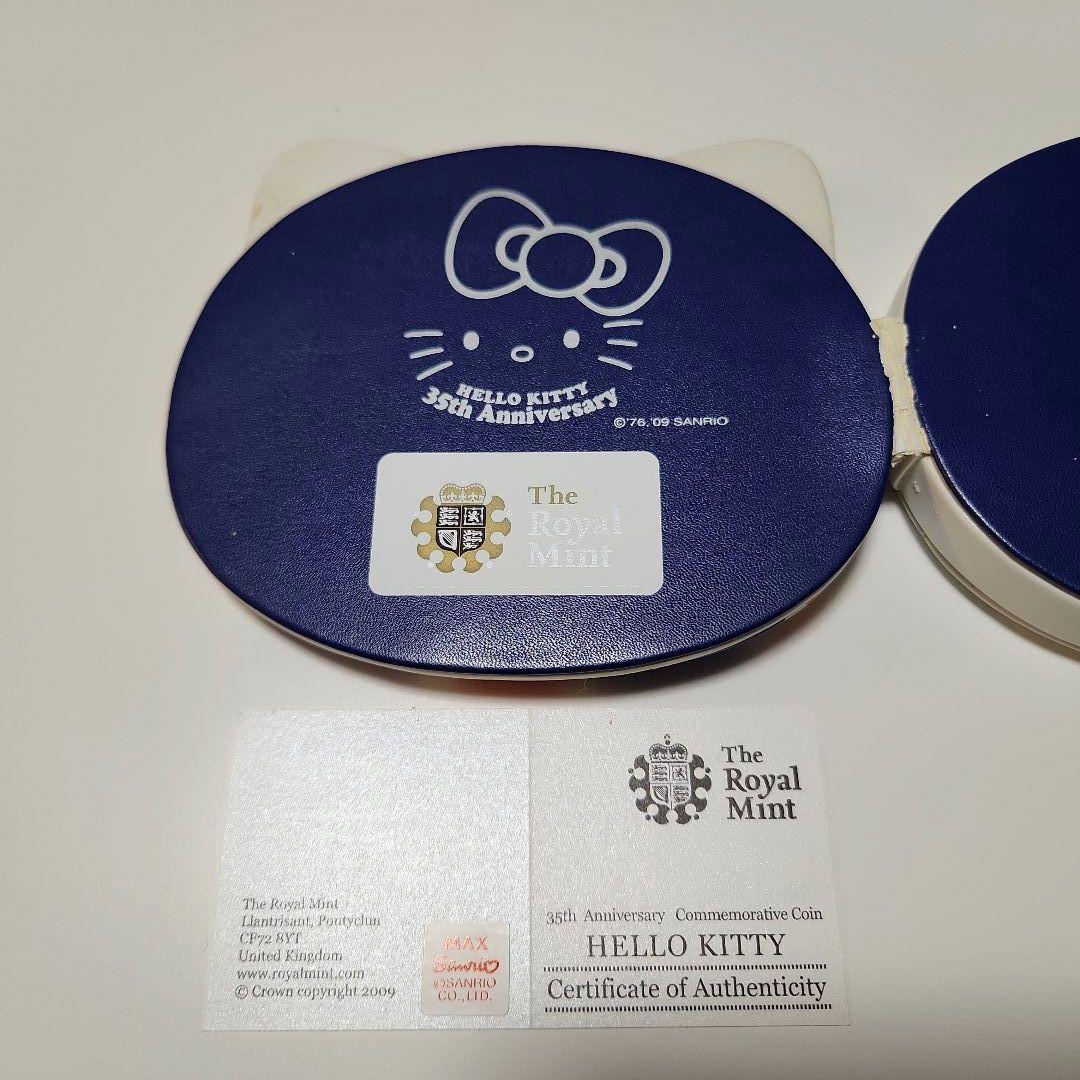 HELLO KITTY
35th Anniversary
©'76,'09 SANRIO
The
Royal
Mint
The
Royal
Mint
The Royal Mint
Llantrisant, Pontyclun
CF72 8YT
United Kingdom
www.royalmint.com
© Crown copyright 2009
MAX
Sanrio
©SANRIO
CO.,LTD.
35th Anniversary Commemorative Coin
HELLO KITTY
Certificate of Authenticity